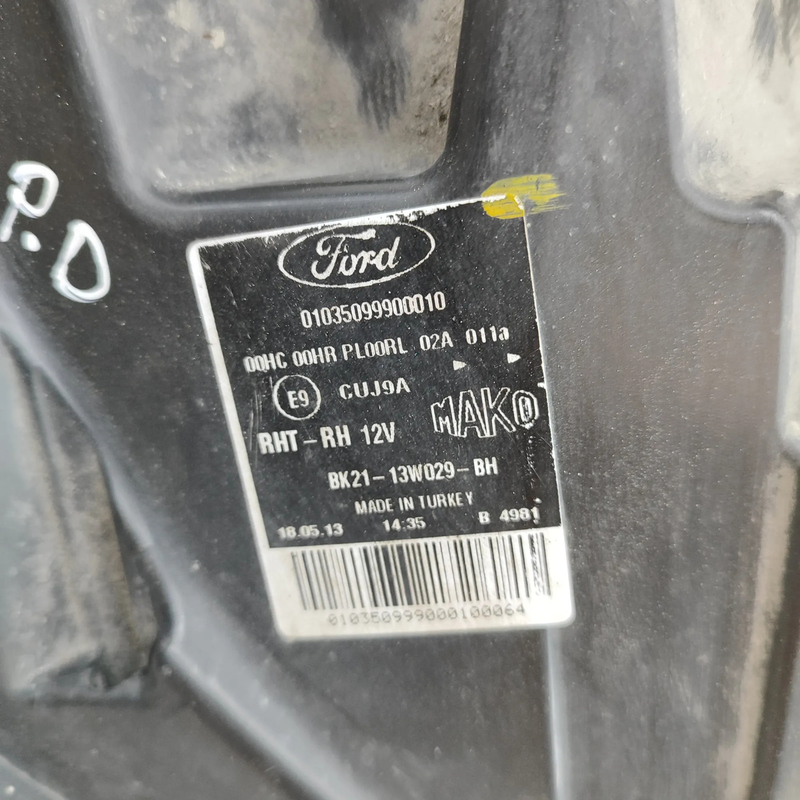 P.D
Ford
01035099900010
00HC 00HR PL00RL 02A 011a
E9 CUJ9A
MAKO
RHT-RH 12V
BK21-13W029-BH
MADE IN TURKEY
18.05.13 14:35 B 4981
010350999000100064